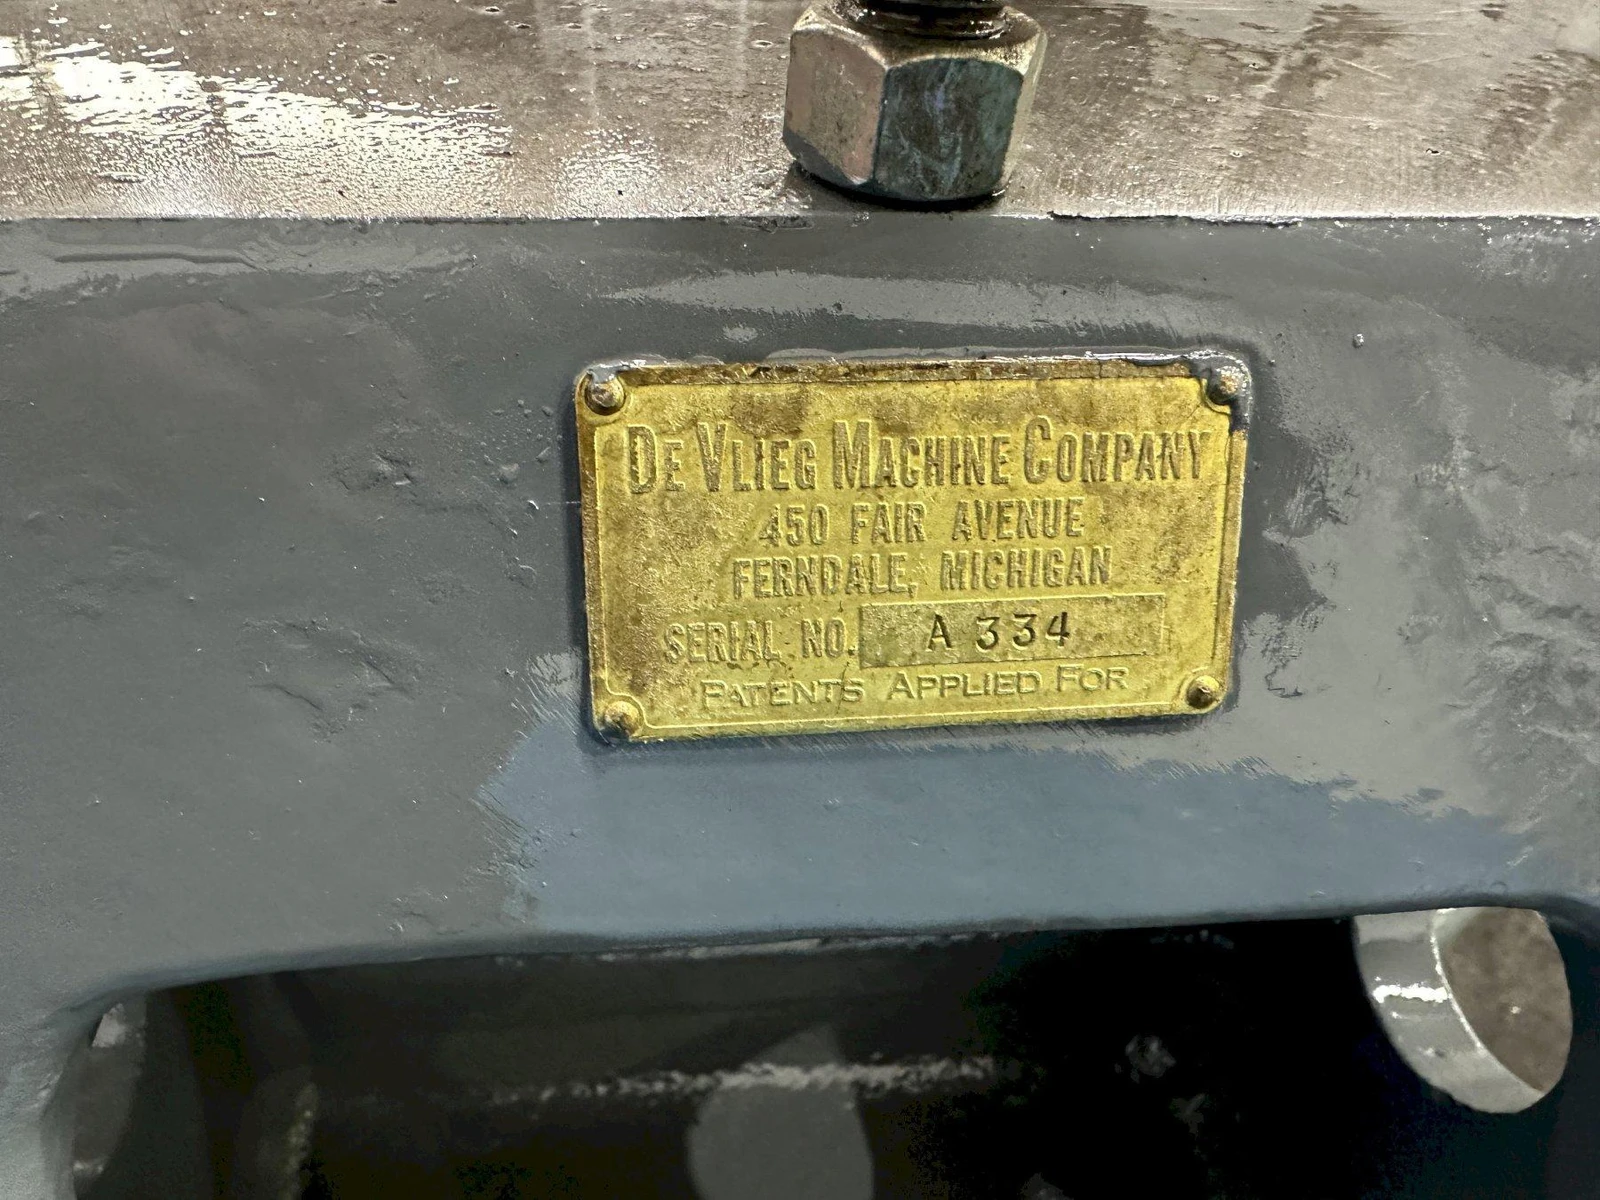 DE VLIEG MACHINE COMPANY
450 FAIR AVENUE
FERNDALE, MICHIGAN
SERIAL NO. A 334
PATENTS APPLIED FOR